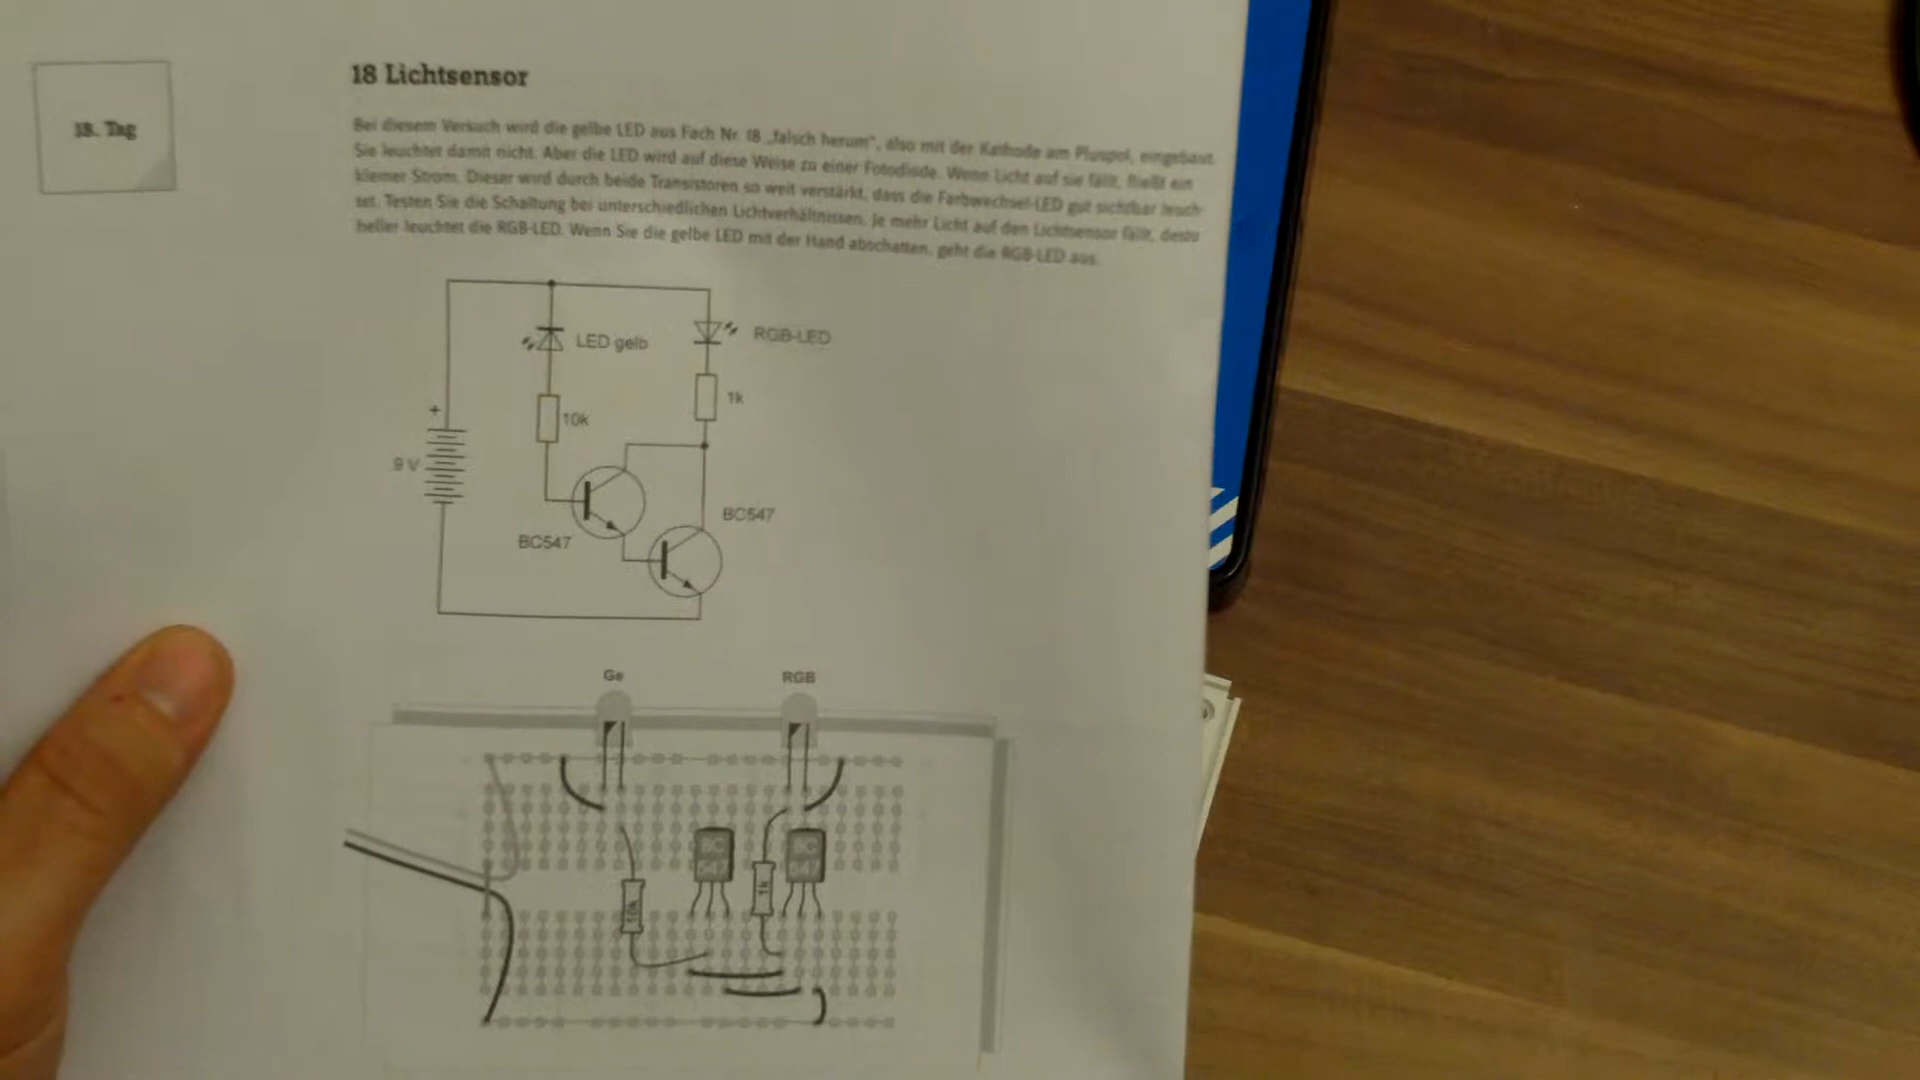 18 Lichtsensor
18. Tag
Bei diesem Versuch wird die gelbe LED aus Fach Nr. 18 „falsch herum“, also mit der Kathode am Pluspol, eingebaut.
Sie leuchtet damit nicht. Aber die LED wird auf diese Weise zu einer Fotodiode. Wenn Licht auf sie fällt, fließt ein
kleiner Strom. Dieser wird durch beide Transistoren so weit verstärkt, dass die Farbwechsel-LED gut sichtbar leuch-
tet. Testen Sie die Schaltung bei unterschiedlichen Lichtverhältnissen. Je mehr Licht auf den Lichtsensor fällt, desto
heller leuchtet die RGB-LED. Wenn Sie die gelbe LED mit der Hand abschatten, geht die RGB-LED aus.
LED gelb
RGB-LED
1k
10k
+
9 V
BC547
BC547
Ge
RGB
BC
547
BC
547
1k
10k